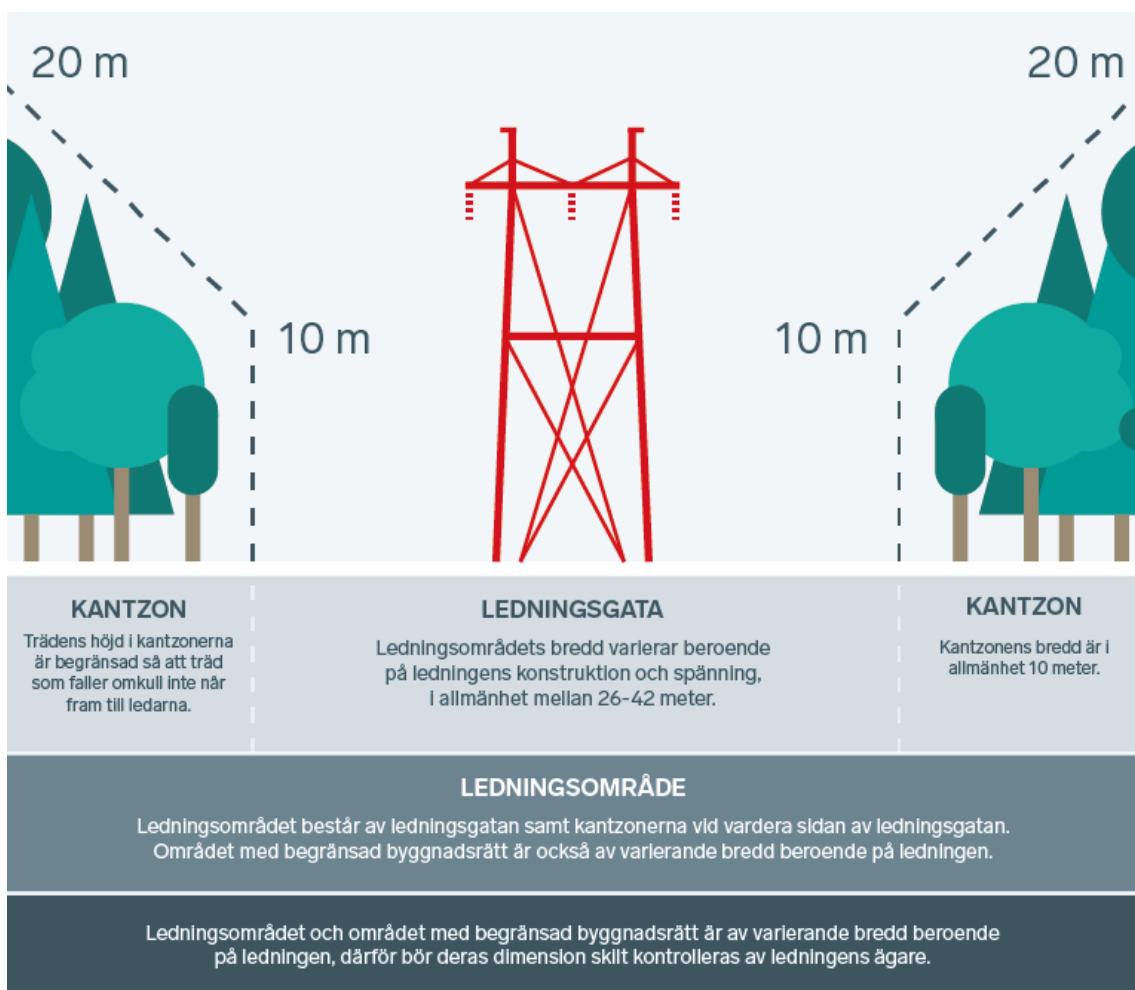 20 m
20 m
10 m
10 m
KANTZON
Trädens höjd i kantzonerna
är begränsad så att träd
som faller omkull inte når
fram till ledarna.
LEDNINGSGATA
Ledningsområdets bredd varierar beroende
på ledningens konstruktion och spänning,
i allmänhet mellan 26-42 meter.
KANTZON
Kantzonens bredd är i
allmänhet 10 meter.
LEDNINGSOMRÅDE
Ledningsområdet består av ledningsgatan samt kantzonerna vid vardera sidan av ledningsgatan.
Området med begränsad byggnadsrätt är också av varierande bredd beroende på ledningen.
Ledningsområdet och området med begränsad byggnadsrätt är av varierande bredd beroende
på ledningen, därför bör deras dimension skilt kontrolleras av ledningens ägare.